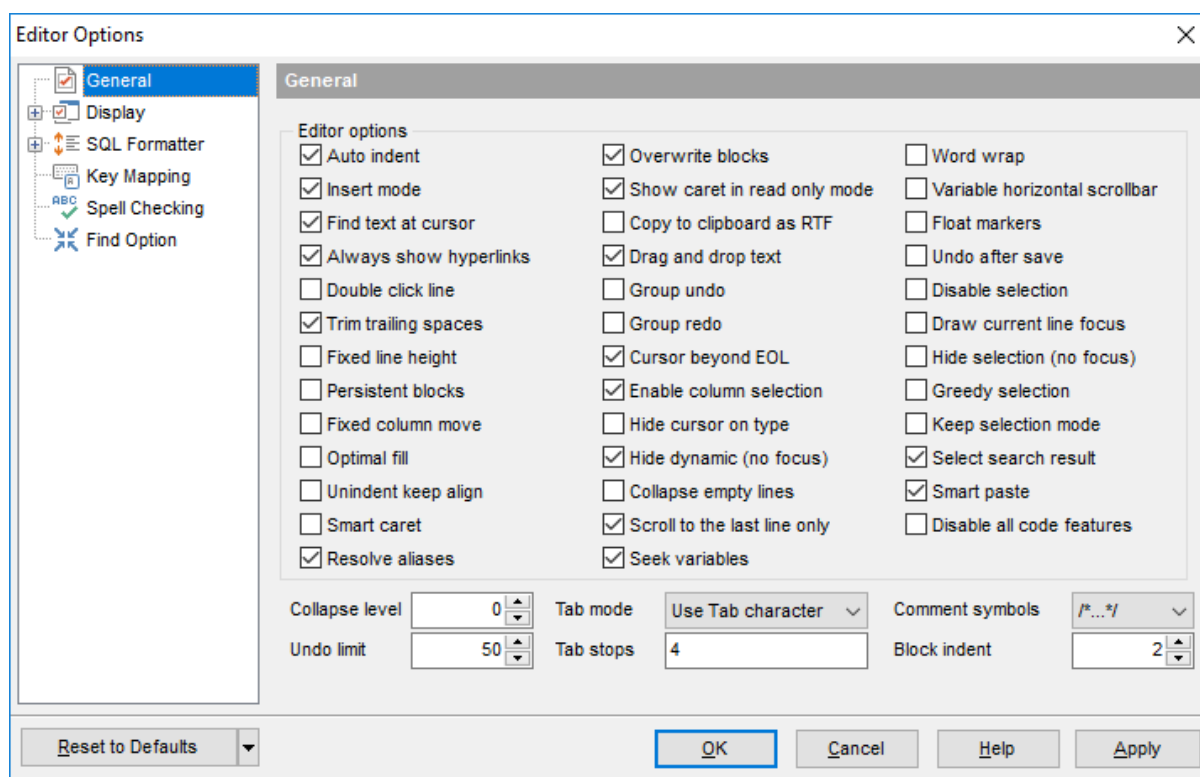 Editor Options
General
Display
SQL Formatter
Key Mapping
ABC Spell Checking
Find Option
General
Editor options
Auto indent
Insert mode
Find text at cursor
Always show hyperlinks
Double click line
Trim trailing spaces
Fixed line height
Persistent blocks
Fixed column move
Optimal fill
Unindent keep align
Smart caret
Resolve aliases
Overwrite blocks
Show caret in read only mode
Copy to clipboard as RTF
Drag and drop text
Group undo
Group redo
Cursor beyond EOL
Enable column selection
Hide cursor on type
Hide dynamic (no focus)
Collapse empty lines
Scroll to the last line only
Seek variables
Word wrap
Variable horizontal scrollbar
Float markers
Undo after save
Disable selection
Draw current line focus
Hide selection (no focus)
Greedy selection
Keep selection mode
Select search result
Smart paste
Disable all code features
Collapse level 0 Tab mode Use Tab character Comment symbols /*...*/
Undo limit 50 Tab stops 4 Block indent 2
Reset to Defaults OK Cancel Help Apply